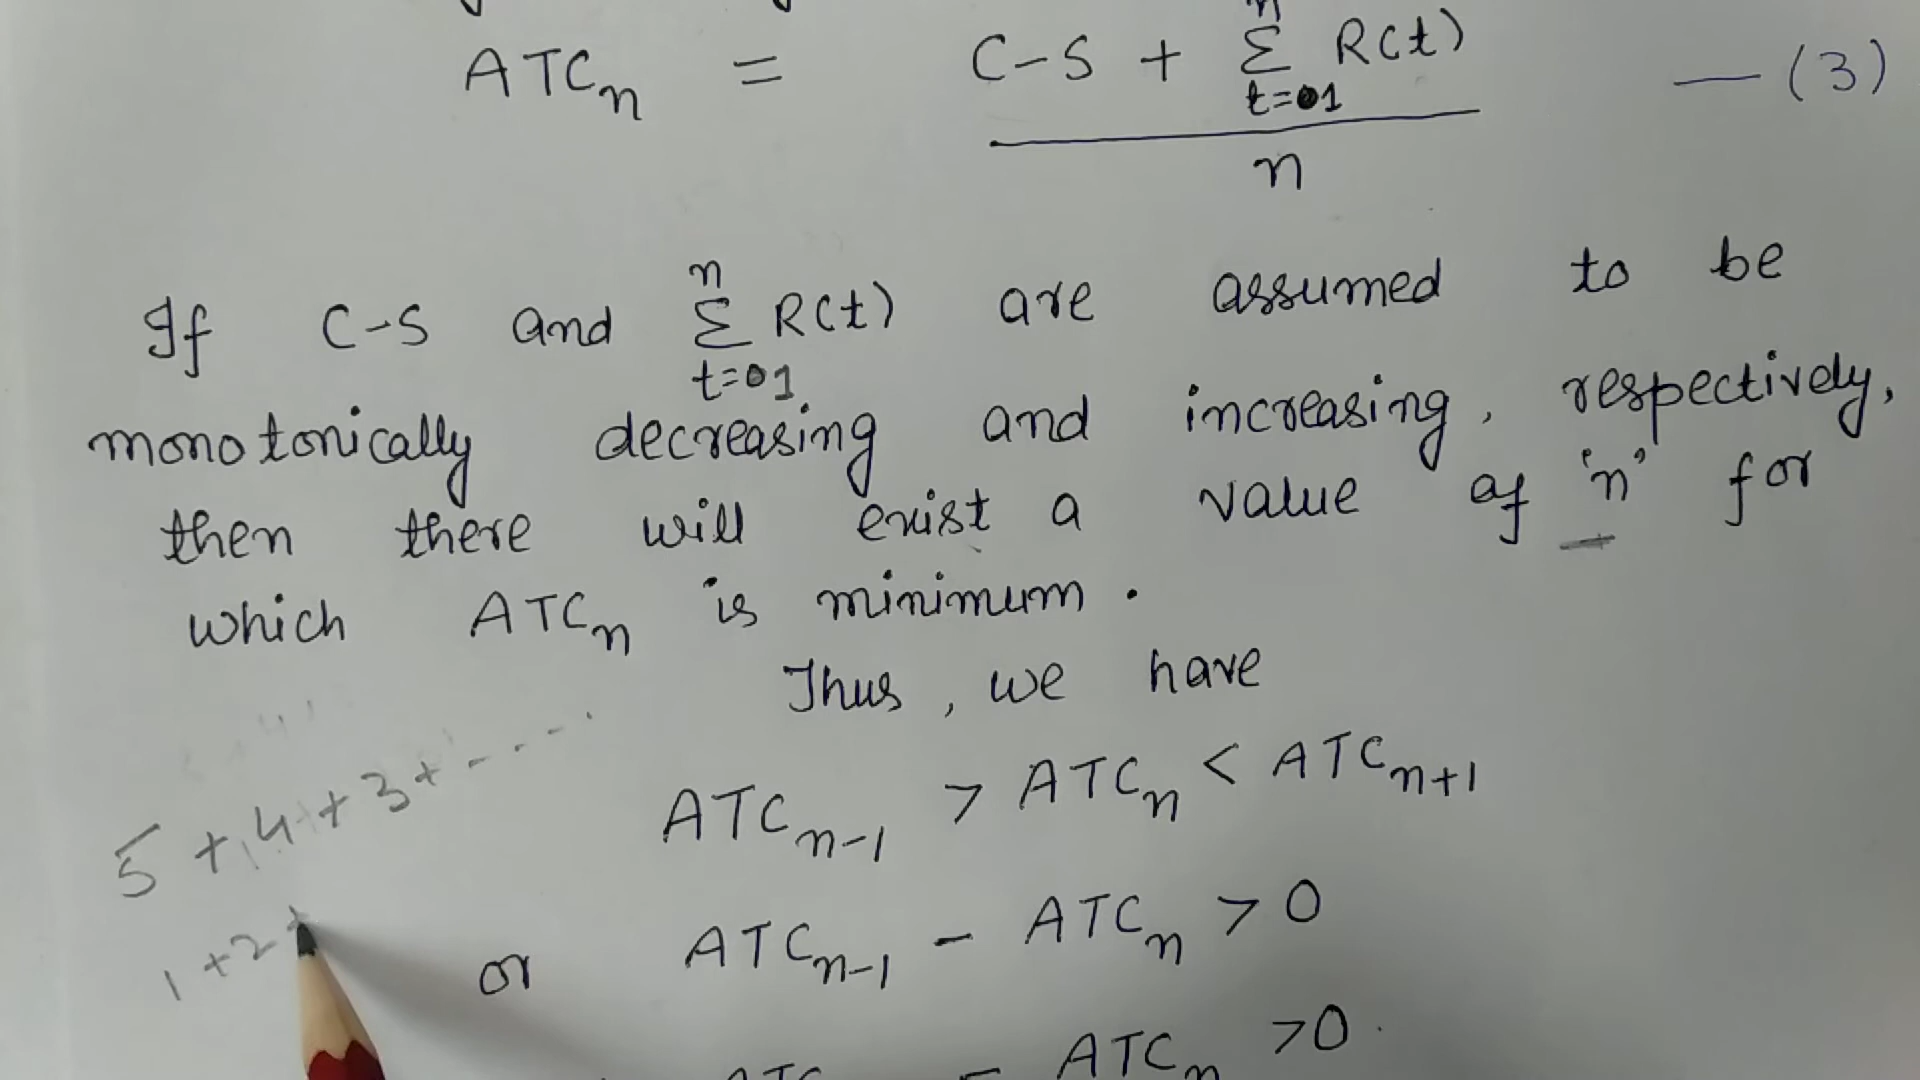 ATCn = C-S + Σ R(t) — (3)
t=01
n
n
If C-S and Σ R(t) are assumed to be
t=01
monotonically decreasing and increasing, respectively,
then there will exist a value of 'n' for
which ATCn is minimum.
Thus, we have
5 + 4 + 3 + - - - .
ATCn-1 > ATCn < ATCn+1
1 + 2 +
or ATCn-1 - ATCn > 0
ATCn > 0